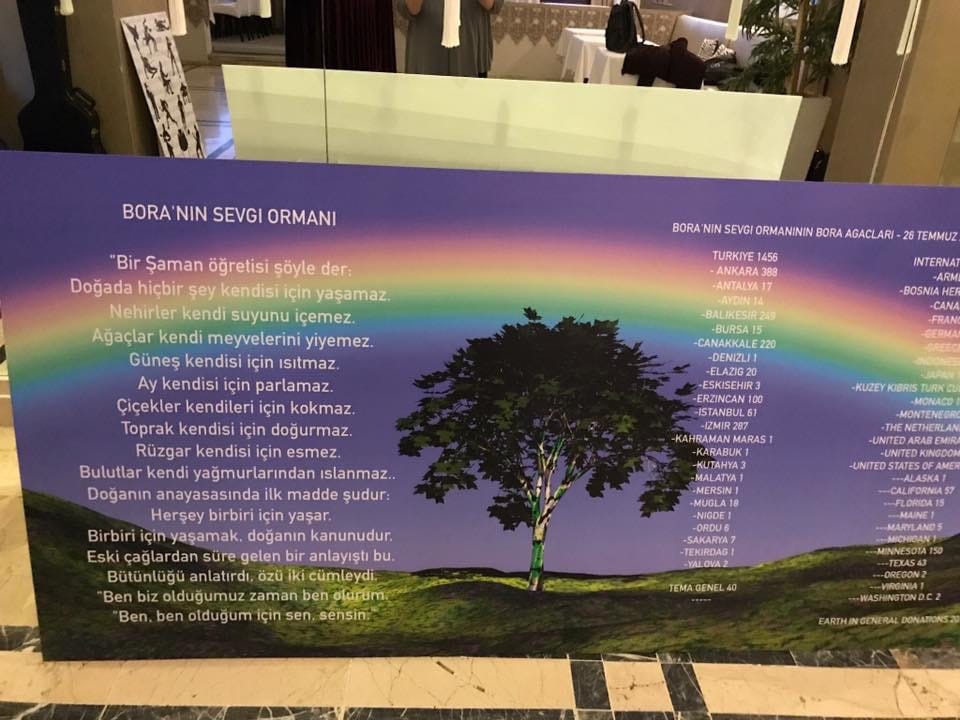 BORA'NIN SEVGI ORMANI
"Bir Şaman öğretisi şöyle der:
Doğada hiçbir şey kendisi için yaşamaz.
Nehirler kendi suyunu içemez.
Ağaçlar kendi meyvelerini yiyemez.
Güneş kendisi için ısıtmaz.
Ay kendisi için parlamaz.
Çiçekler kendileri için kokmaz.
Toprak kendisi için doğurmaz.
Rüzgar kendisi için esmez.
Bulutlar kendi yağmurlarından ıslanmaz..
Doğanın anayasasında ilk madde şudur:
Herşey birbiri için yaşar.
Birbiri için yaşamak, doğanın kanunudur.
Eski çağlardan süre gelen bir anlayıştı bu.
Bütünlüğü anlatırdı, özü iki cümleydi.
"Ben biz olduğumuz zaman ben olurum.
"Ben, ben olduğum için sen, sensin.
BORA'NIN SEVGI ORMANININ BORA AGACLARI - 26 TEMMUZ
TURKIYE 1456
- ANKARA 388
-ANTALYA 17
-AYDIN 14
-BALIKESIR 249
-BURSA 15
-CANAKKALE 220
-DENIZLI 1
-ELAZIG 20
-ESKISEHIR 3
-ERZINCAN 100
-ISTANBUL 61
-IZMIR 287
-KAHRAMAN MARAS 1
-KARABUK 1
-KUTAHYA 3
-MALATYA 1
-MERSIN 1
-MUGLA 18
-NIGDE 1
-ORDU 6
-SAKARYA 7
-TEKIRDAG 1
-YALOVA 2
TEMA GENEL 40
-----
INTERNAT
-ARME
-BOSNIA HER
-CANA
-FRANC
-GERMAN
-GREECE
-INDONES
-JAPAN
-KUZEY KIBRIS TURK CU
-MONACO 1
-MONTENEGRO
-THE NETHERLAN
-UNITED ARAB EMIRA
-UNITED KINGDOM
-UNITED STATES OF AMER
---ALASKA 1
---CALIFORNIA 57
---FLORIDA 15
---MAINE 1
---MARYLAND 5
---MICHIGAN 1
---MINNESOTA 150
---TEXAS 43
---OREGON 2
---VIRGINIA 1
---WASHINGTON D.C. 2
EARTH IN GENERAL DONATIONS 20